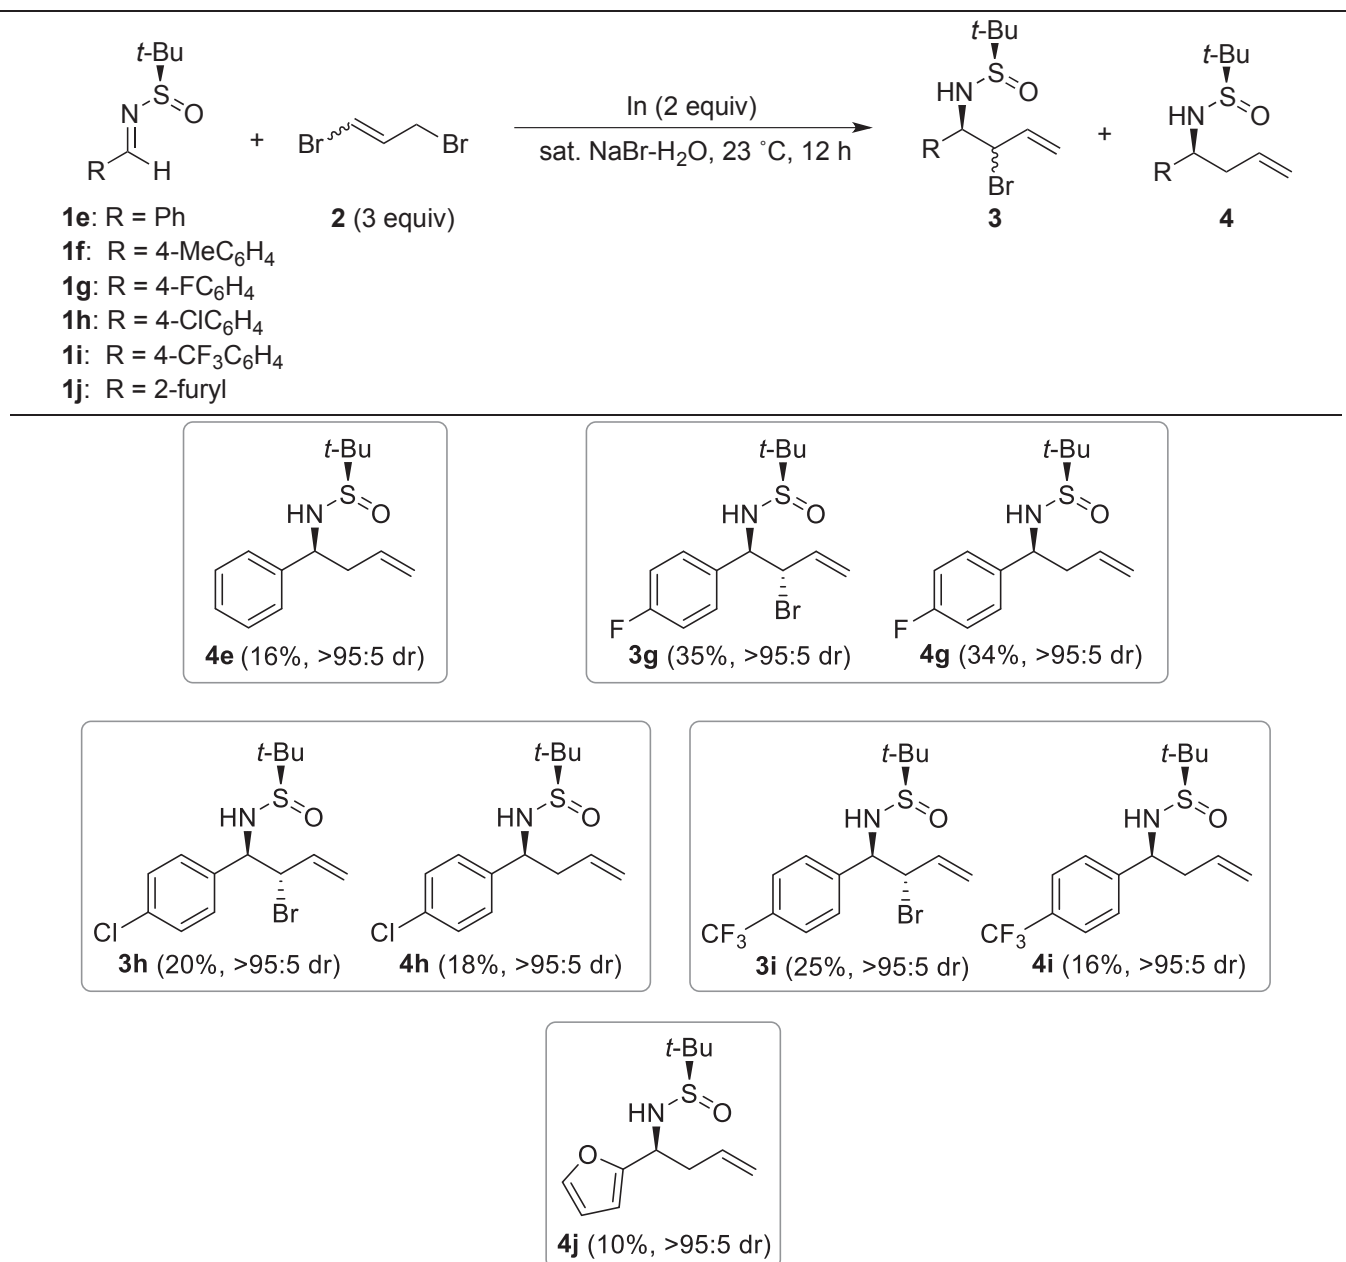 t-Bu
S
N
O
R
H
+
Br
Br
In (2 equiv)
sat. NaBr-H2O, 23 ˚C, 12 h
t-Bu
HN
S
O
R
Br
+
t-Bu
HN
S
O
R
1e: R = Ph
2 (3 equiv)
3
4
1f: R = 4-MeC6H4
1g: R = 4-FC6H4
1h: R = 4-ClC6H4
1i: R = 4-CF3C6H4
1j: R = 2-furyl
t-Bu
HN
S
O
4e (16%, >95:5 dr)
t-Bu
HN
S
O
F
Br
3g (35%, >95:5 dr)
t-Bu
HN
S
O
F
4g (34%, >95:5 dr)
t-Bu
HN
S
O
Cl
Br
3h (20%, >95:5 dr)
t-Bu
HN
S
O
Cl
4h (18%, >95:5 dr)
t-Bu
HN
S
O
CF3
Br
3i (25%, >95:5 dr)
t-Bu
HN
S
O
CF3
4i (16%, >95:5 dr)
t-Bu
HN
S
O
O
4j (10%, >95:5 dr)